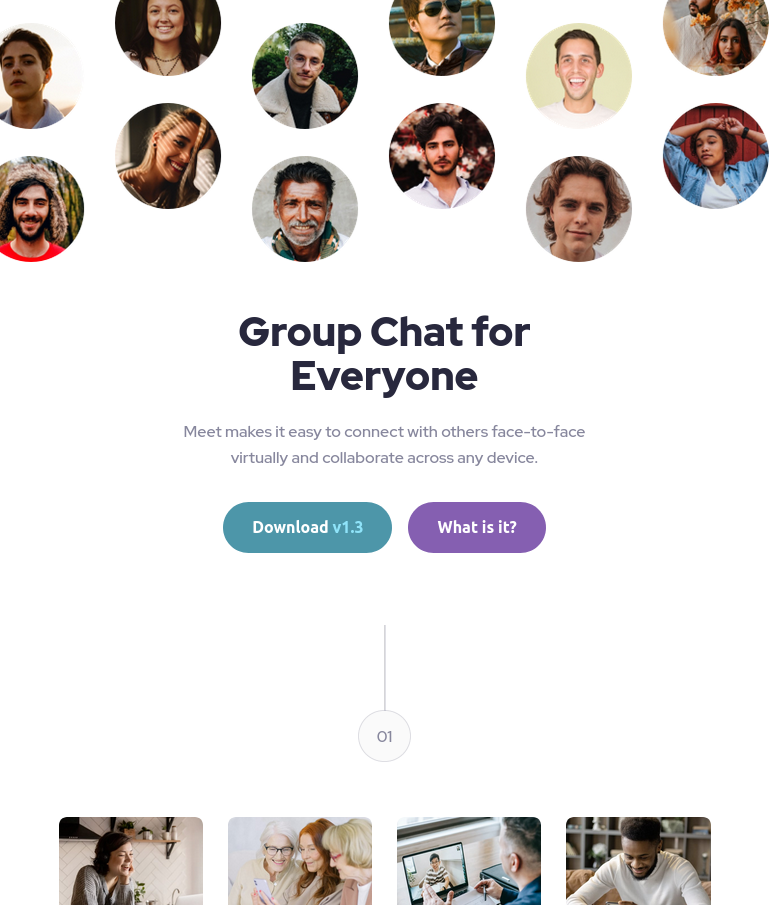 Group Chat for
Everyone
Meet makes it easy to connect with others face-to-face
virtually and collaborate across any device.
Download v1.3
What is it?
01